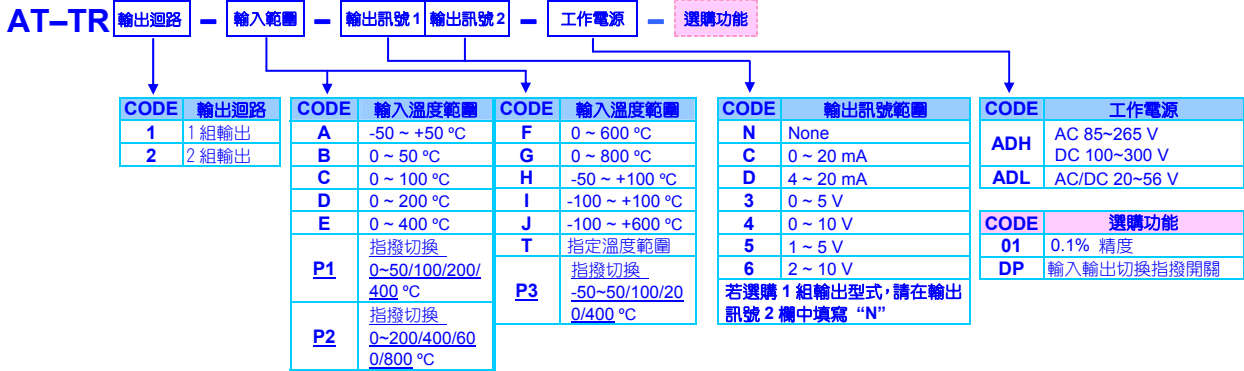 AT–TR 輸出迴路 – 輸入範圍 – 輸出訊號1 輸出訊號2 – 工作電源 – 選購功能
CODE 輸出迴路
1 1組輸出
2 2組輸出
CODE 輸入溫度範圍
A -50 ~ +50 ºC
B 0 ~ 50 ºC
C 0 ~ 100 ºC
D 0 ~ 200 ºC
E 0 ~ 400 ºC
P1 指撥切換
0~50/100/200/
400 ºC
P2 指撥切換
0~200/400/60
0/800 ºC
CODE 輸入溫度範圍
F 0 ~ 600 ºC
G 0 ~ 800 ºC
H -50 ~ +100 ºC
I -100 ~ +100 ºC
J -100 ~ +600 ºC
T 指定溫度範圍
P3 指撥切換
-50~50/100/20
0/400 ºC
CODE 輸出訊號範圍
N None
C 0 ~ 20 mA
D 4 ~ 20 mA
3 0 ~ 5 V
4 0 ~ 10 V
5 1 ~ 5 V
6 2 ~ 10 V
若選購1組輸出型式,請在輸出
訊號2欄中填寫 “N”
CODE 工作電源
ADH AC 85~265 V
DC 100~300 V
ADL AC/DC 20~56 V
CODE 選購功能
01 0.1% 精度
DP 輸入輸出切換指撥開關